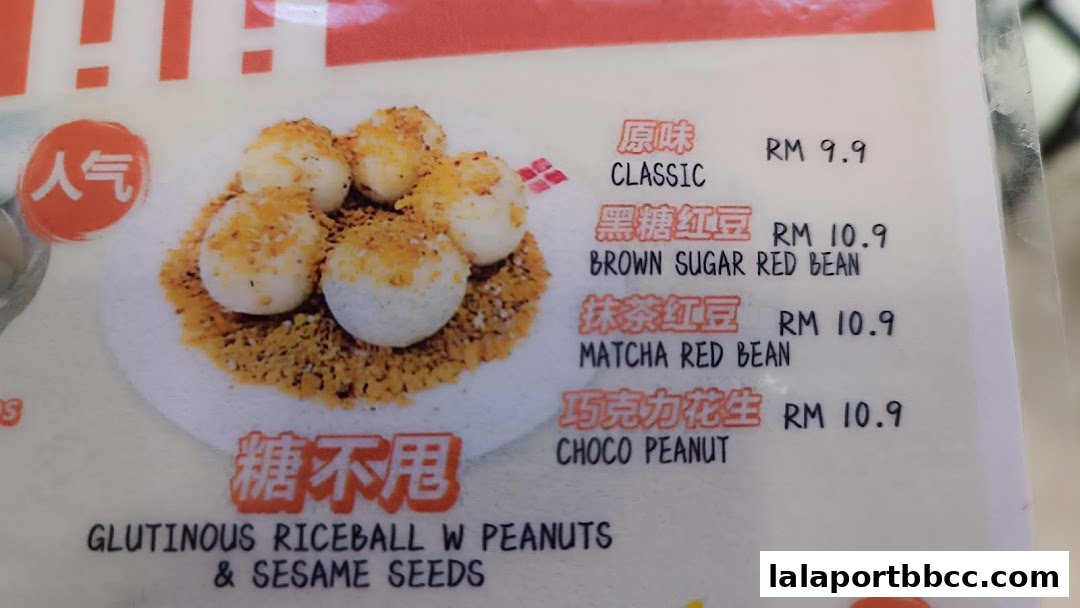 人气
原味 RM 9.9
CLASSIC
黑糖红豆 RM 10.9
BROWN SUGAR RED BEAN
抹茶红豆 RM 10.9
MATCHA RED BEAN
巧克力花生 RM 10.9
CHOCO PEANUT
糖不甩
GLUTINOUS RICEBALL W PEANUTS
& SESAME SEEDS
lalaportbbcc.com